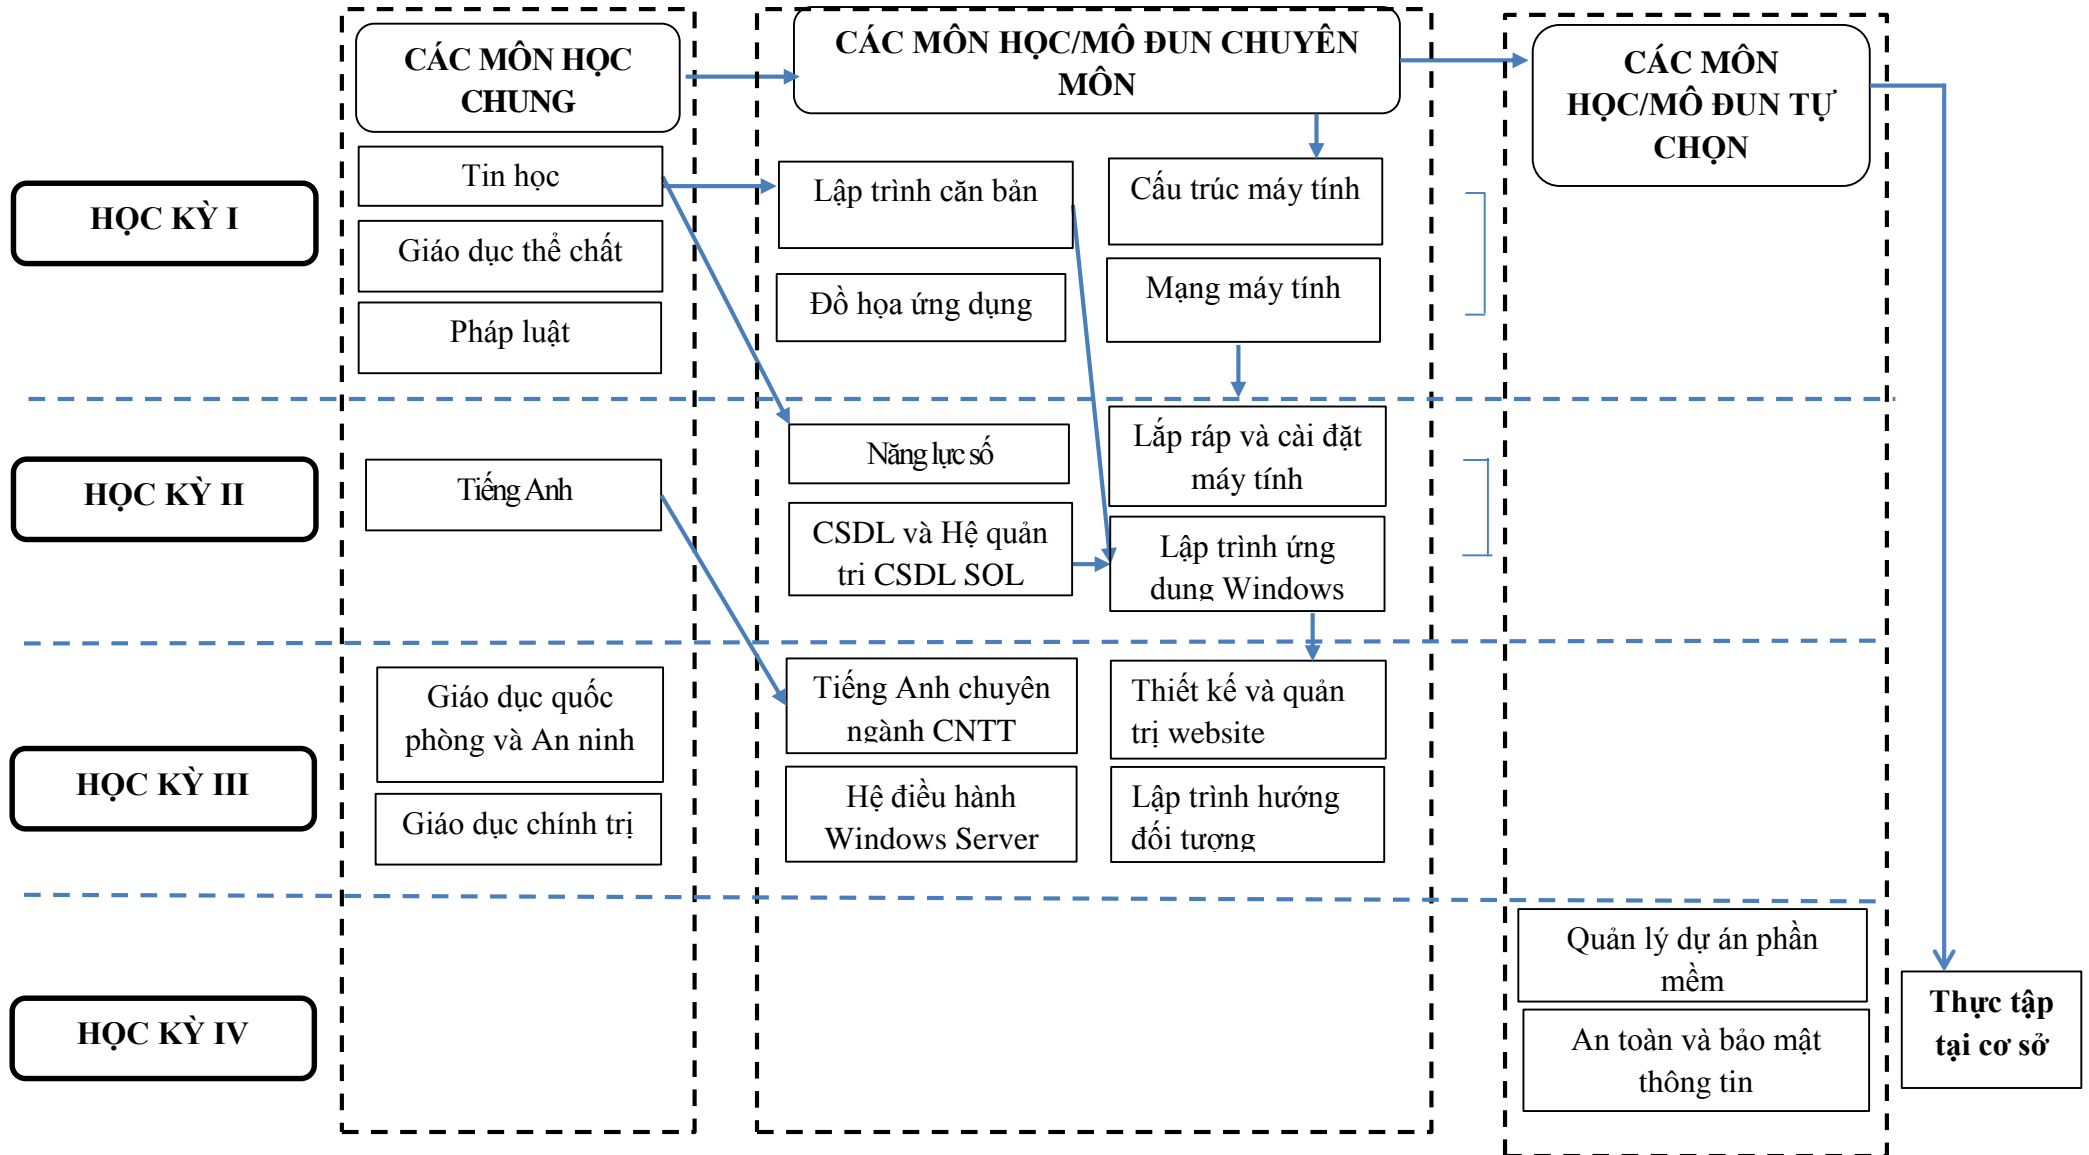 CÁC MÔN HỌC
CHUNG
CÁC MÔN HỌC/MÔ ĐUN CHUYÊN
MÔN
CÁC MÔN
HỌC/MÔ ĐUN TỰ
CHỌN
HỌC KỲ I
Tin học
Giáo dục thể chất
Pháp luật
Lập trình căn bản
Đồ họa ứng dụng
Cấu trúc máy tính
Mạng máy tính
HỌC KỲ II
Tiếng Anh
Năng lực số
CSDL và Hệ quản
tri CSDL SOL
Lắp ráp và cài đặt
máy tính
Lập trình ứng
dung Windows
HỌC KỲ III
Giáo dục quốc
phòng và An ninh
Giáo dục chính trị
Tiếng Anh chuyên
ngành CNTT
Hệ điều hành
Windows Server
Thiết kế và quản
trị website
Lập trình hướng
đối tượng
HỌC KỲ IV
Quản lý dự án phần
mềm
An toàn và bảo mật
thông tin
Thực tập
tại cơ sở